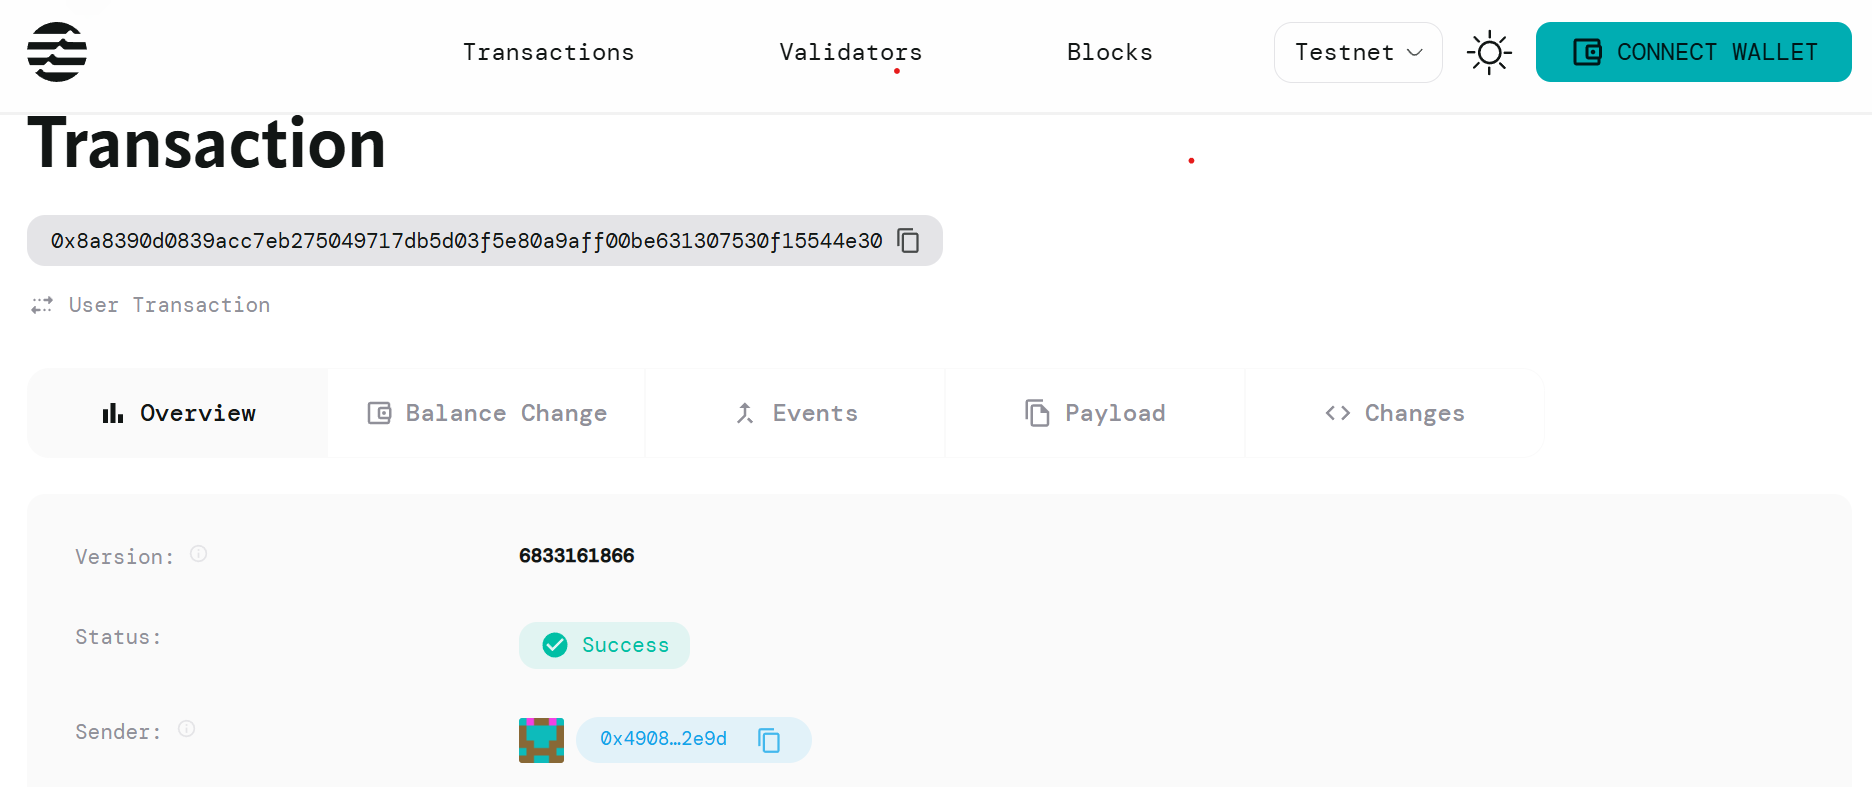 Transactions Validators Blocks Testnet CONNECT WALLET
Transaction
0x8a8390d0839acc7eb275049717db5d03f5e80a9aff00be631307530f15544e30
User Transaction
Overview Balance Change Events Payload Changes
Version: 6833161866
Status: Success
Sender: 0x4908…2e9d